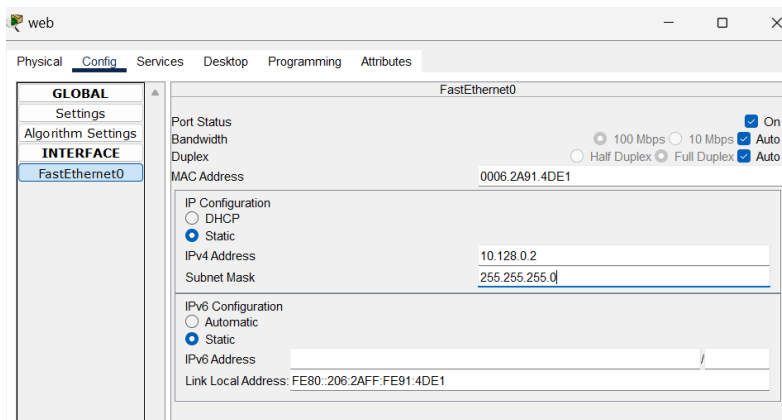 web
Physical Config Services Desktop Programming Attributes
GLOBAL
Settings
Algorithm Settings
INTERFACE
FastEthernet0
FastEthernet0
Port Status On
Bandwidth 100 Mbps 10 Mbps Auto
Duplex Half Duplex Full Duplex Auto
MAC Address 0006.2A91.4DE1
IP Configuration
DHCP
Static
IPv4 Address 10.128.0.2
Subnet Mask 255.255.255.0
IPv6 Configuration
Automatic
Static
IPv6 Address /
Link Local Address: FE80::206:2AFF:FE91:4DE1